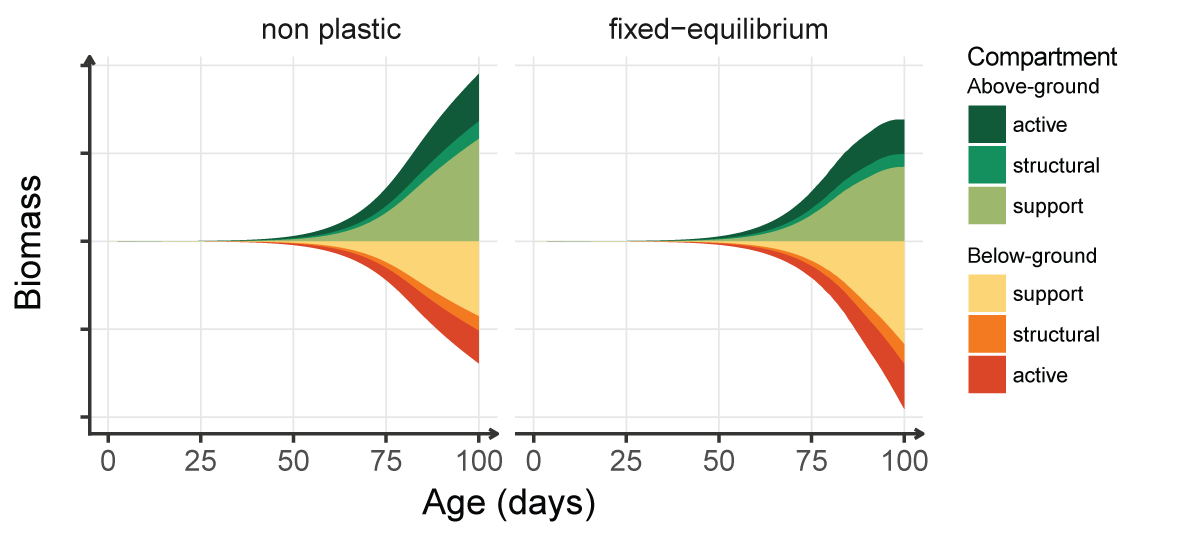 non plastic
fixed−equilibrium
Biomass
0 25 50 75 100
0 25 50 75 100
Age (days)
Compartment
Above-ground
active
structural
support
Below-ground
support
structural
active